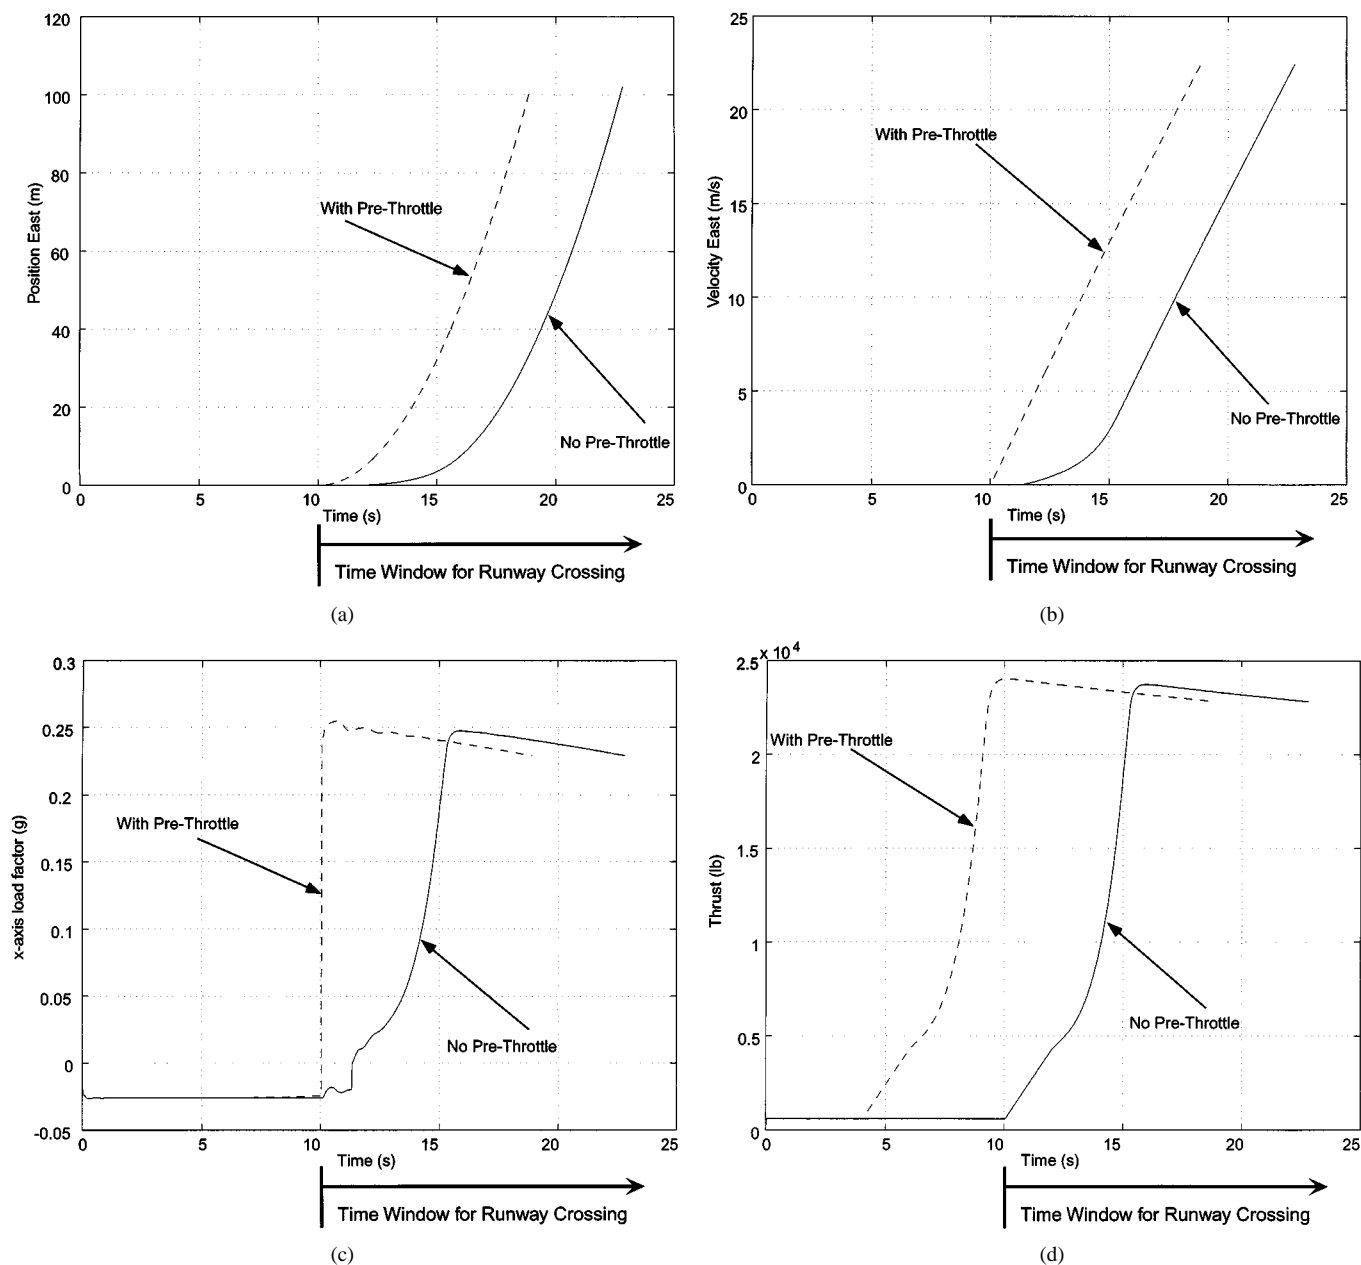 120
100
80
60
40
20
0
Position East (m)
With Pre-Throttle
No Pre-Throttle
0 5 10 15 20 25
Time (s)
Time Window for Runway Crossing
(a)
25
20
15
10
5
0
Velocity East (m/s)
With Pre-Throttle
No Pre-Throttle
0 5 10 15 20 25
Time (s)
Time Window for Runway Crossing
(b)
0.3
0.25
0.2
0.15
0.1
0.05
0
-0.05
x-axis load factor (g)
With Pre-Throttle
No Pre-Throttle
0 5 10 15 20 25
Time (s)
Time Window for Runway Crossing
(c)
x 10^4
2.5
2
1.5
1
0.5
0
Thrust (lb)
With Pre-Throttle
No Pre-Throttle
0 5 10 15 20 25
Time (s)
Time Window for Runway Crossing
(d)